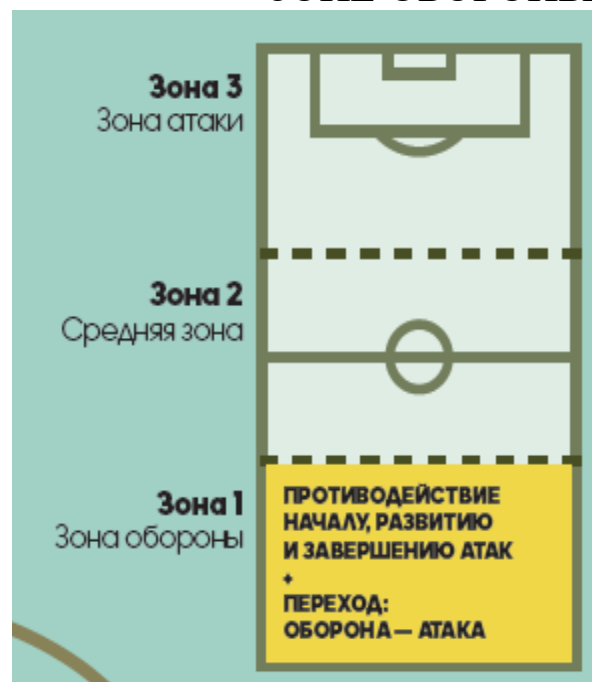 Зона 3
Зона атаки
Зона 2
Средняя зона
Зона 1
Зона обороны
ПРОТИВОДЕЙСТВИЕ
НАЧАЛУ, РАЗВИТИЮ
И ЗАВЕРШЕНИЮ АТАК
+
ПЕРЕХОД:
ОБОРОНА — АТАКА